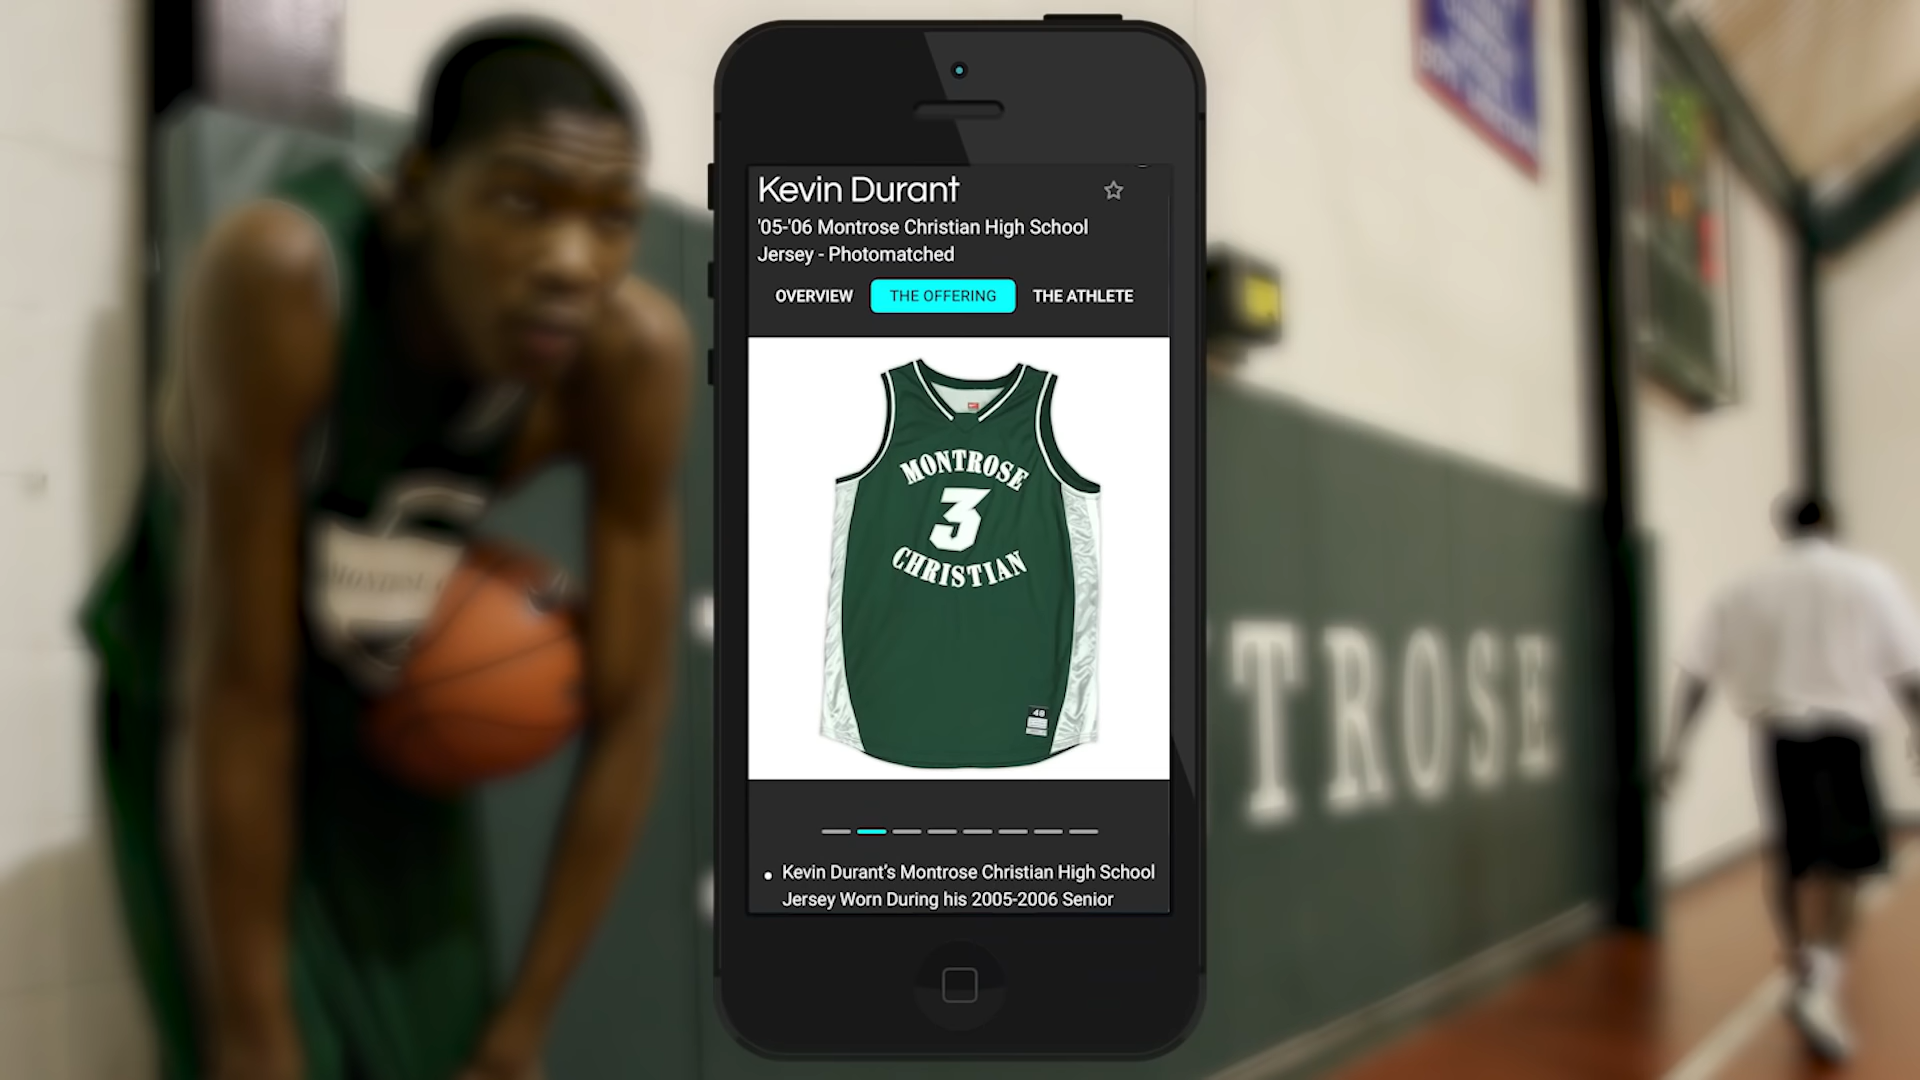 Kevin Durant
'05-'06 Montrose Christian High School
Jersey - Photomatched
OVERVIEW
THE OFFERING
THE ATHLETE
MONTROSE
3
CHRISTIAN
48
TROSE
Kevin Durant's Montrose Christian High School
Jersey Worn During his 2005-2006 Senior